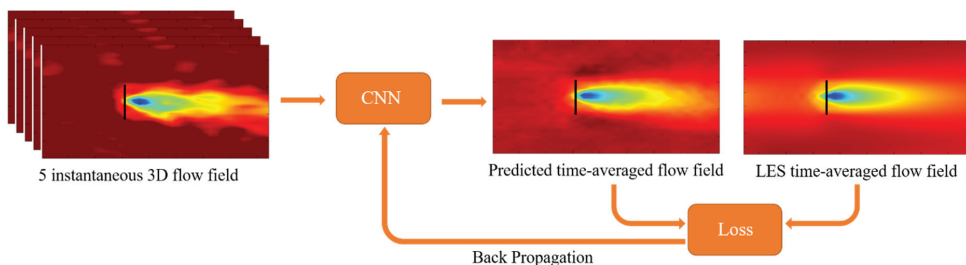 CNN
5 instantaneous 3D flow field
Predicted time-averaged flow field
LES time-averaged flow field
Loss
Back Propagation